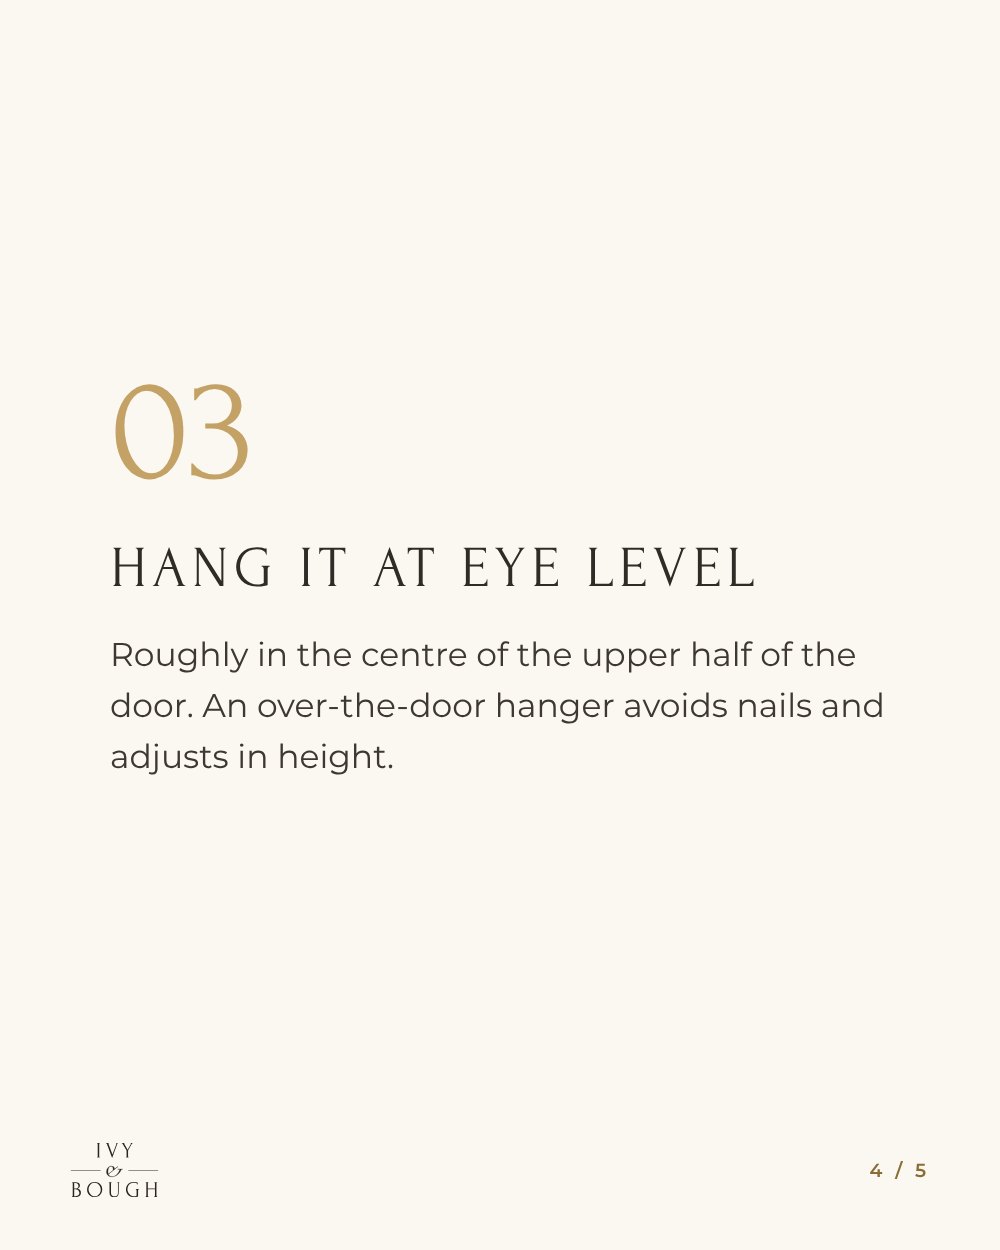 03
HANG IT AT EYE LEVEL
Roughly in the centre of the upper half of the
door. An over-the-door hanger avoids nails and
adjusts in height.
IVY
&
BOUGH
4 / 5